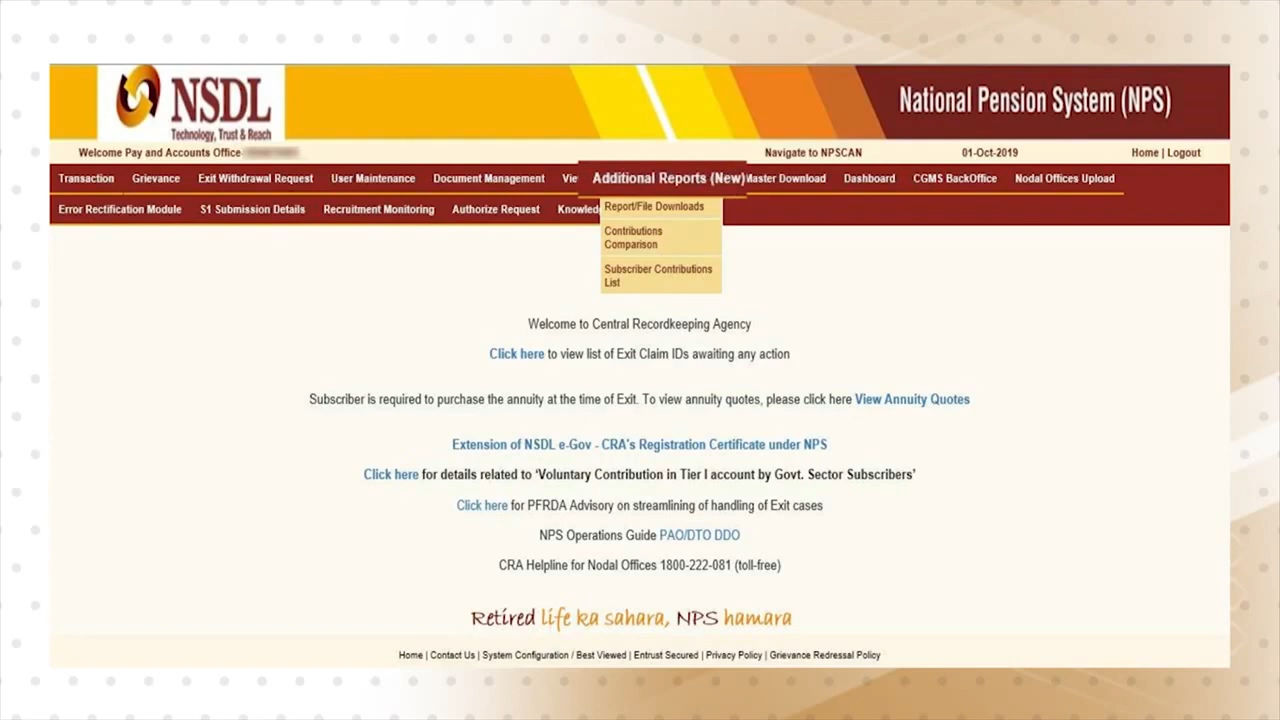 NSDL
Technology, Trust & Reach
National Pension System (NPS)
Welcome Pay and Accounts Office
Navigate to NPSCAN
01-Oct-2019
Home | Logout
Transaction Grievance Exit Withdrawal Request User Maintenance Document Management Additional Reports (New) Master Download Dashboard CGMS BackOffice Nodal Offices Upload
Error Rectification Module S1 Submission Details Recruitment Monitoring Authorize Request
Report/File Downloads
Contributions
Comparison
Subscriber Contributions
List
Welcome to Central Recordkeeping Agency
Click here to view list of Exit Claim IDs awaiting any action
Subscriber is required to purchase the annuity at the time of Exit. To view annuity quotes, please click here View Annuity Quotes
Extension of NSDL e-Gov - CRA's Registration Certificate under NPS
Click here for details related to ‘Voluntary Contribution in Tier I account by Govt. Sector Subscribers’
Click here for PFRDA Advisory on streamlining of handling of Exit cases
NPS Operations Guide PAO/DTO DDO
CRA Helpline for Nodal Offices 1800-222-081 (toll-free)
Retired life ka sahara, NPS hamara
Home | Contact Us | System Configuration / Best Viewed | Entrust Secured | Privacy Policy | Grievance Redressal Policy